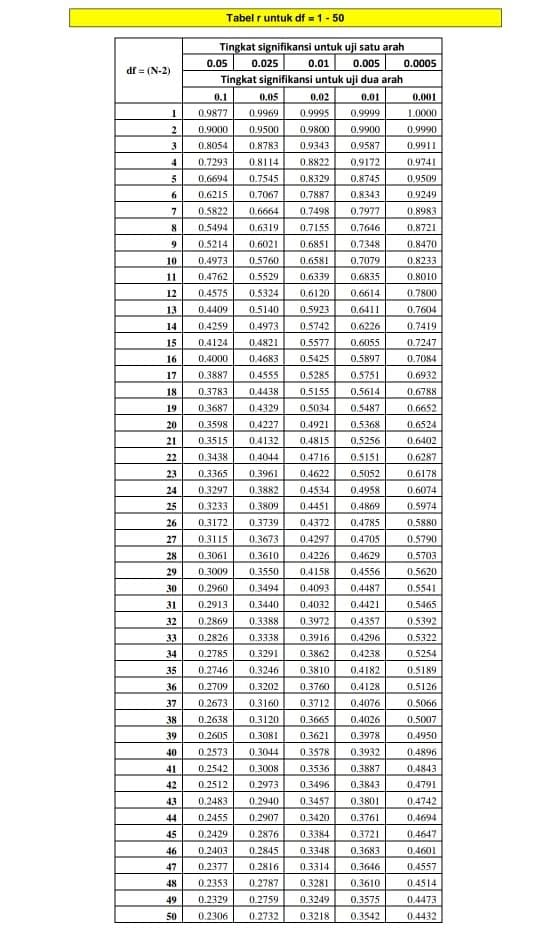 Tabel r untuk df = 1 - 50
Tingkat signifikansi untuk uji satu arah
df = (N-2)
0.05 0.025 0.01 0.005 0.0005
Tingkat signifikansi untuk uji dua arah
0.1 0.05 0.02 0.01 0.001
1 0.9877 0.9969 0.9995 0.9999 1.0000
2 0.9000 0.9500 0.9800 0.9900 0.9990
3 0.8054 0.8783 0.9343 0.9587 0.9911
4 0.7293 0.8114 0.8822 0.9172 0.9741
5 0.6694 0.7545 0.8329 0.8745 0.9509
6 0.6215 0.7067 0.7887 0.8343 0.9249
7 0.5822 0.6664 0.7498 0.7977 0.8983
8 0.5494 0.6319 0.7155 0.7646 0.8721
9 0.5214 0.6021 0.6851 0.7348 0.8470
10 0.4973 0.5760 0.6581 0.7079 0.8233
11 0.4762 0.5529 0.6339 0.6835 0.8010
12 0.4575 0.5324 0.6120 0.6614 0.7800
13 0.4409 0.5140 0.5923 0.6411 0.7604
14 0.4259 0.4973 0.5742 0.6226 0.7419
15 0.4124 0.4821 0.5577 0.6055 0.7247
16 0.4000 0.4683 0.5425 0.5897 0.7084
17 0.3887 0.4555 0.5285 0.5751 0.6932
18 0.3783 0.4438 0.5155 0.5614 0.6788
19 0.3687 0.4329 0.5034 0.5487 0.6652
20 0.3598 0.4227 0.4921 0.5368 0.6524
21 0.3515 0.4132 0.4815 0.5256 0.6402
22 0.3438 0.4044 0.4716 0.5151 0.6287
23 0.3365 0.3961 0.4622 0.5052 0.6178
24 0.3297 0.3882 0.4534 0.4958 0.6074
25 0.3233 0.3809 0.4451 0.4869 0.5974
26 0.3172 0.3739 0.4372 0.4785 0.5880
27 0.3115 0.3673 0.4297 0.4705 0.5790
28 0.3061 0.3610 0.4226 0.4629 0.5703
29 0.3009 0.3550 0.4158 0.4556 0.5620
30 0.2960 0.3494 0.4093 0.4487 0.5541
31 0.2913 0.3440 0.4032 0.4421 0.5465
32 0.2869 0.3388 0.3972 0.4357 0.5392
33 0.2826 0.3338 0.3916 0.4296 0.5322
34 0.2785 0.3291 0.3862 0.4238 0.5254
35 0.2746 0.3246 0.3810 0.4182 0.5189
36 0.2709 0.3202 0.3760 0.4128 0.5126
37 0.2673 0.3160 0.3712 0.4076 0.5066
38 0.2638 0.3120 0.3665 0.4026 0.5007
39 0.2605 0.3081 0.3621 0.3978 0.4950
40 0.2573 0.3044 0.3578 0.3932 0.4896
41 0.2542 0.3008 0.3536 0.3887 0.4843
42 0.2512 0.2973 0.3496 0.3843 0.4791
43 0.2483 0.2940 0.3457 0.3801 0.4742
44 0.2455 0.2907 0.3420 0.3761 0.4694
45 0.2429 0.2876 0.3384 0.3721 0.4647
46 0.2403 0.2845 0.3348 0.3683 0.4601
47 0.2377 0.2816 0.3314 0.3646 0.4557
48 0.2353 0.2787 0.3281 0.3610 0.4514
49 0.2329 0.2759 0.3249 0.3575 0.4473
50 0.2306 0.2732 0.3218 0.3542 0.4432